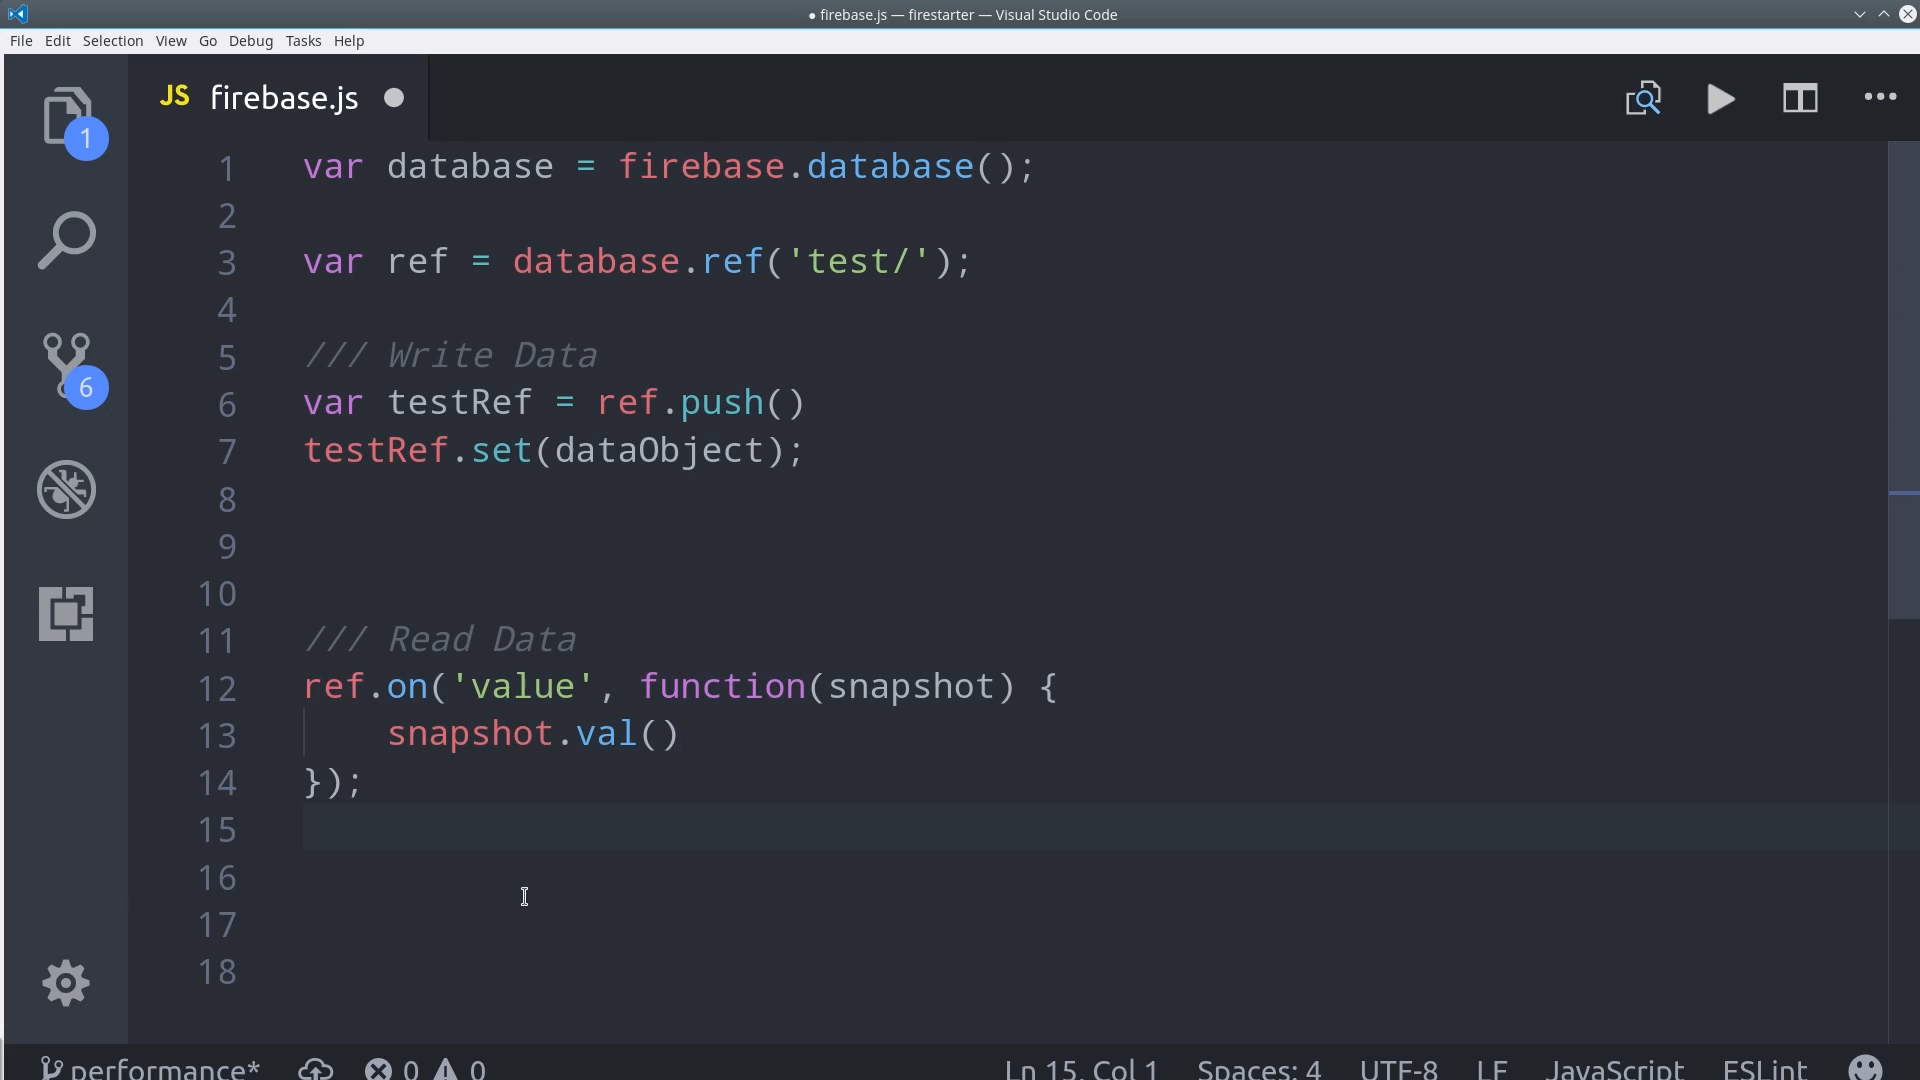 ● firebase.js — firestarter — Visual Studio Code
File Edit Selection View Go Debug Tasks Help
JS firebase.js
1
1 var database = firebase.database();
2
3 var ref = database.ref('test/');
4
5 /// Write Data
6 var testRef = ref.push()
6
7 testRef.set(dataObject);
8
9
10
11 /// Read Data
12 ref.on('value', function(snapshot) {
13     snapshot.val()
14 });
15
16
17
18
performance* 0 0 Ln 15, Col 1 Spaces: 4 UTF-8 LF JavaScript ESLint